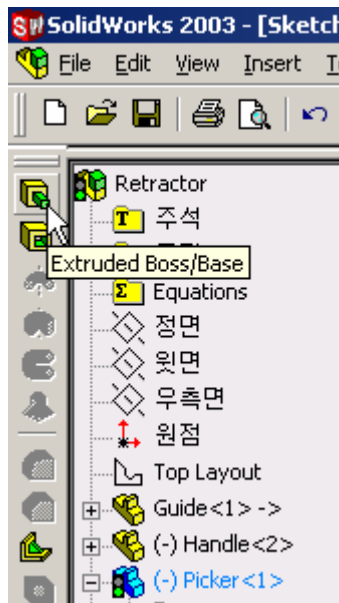 SolidWorks 2003 - [Sketch
File Edit View Insert
Retractor
주석
Extruded Boss/Base
Equations
정면
윗면
우측면
원점
Top Layout
Guide<1> ->
(-) Handle<2>
(-) Picker<1>